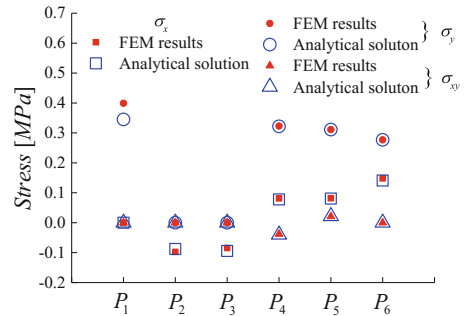 0.7
0.6
0.5
0.4
0.3
0.2
0.1
0.0
-0.1
-0.2
Stress [MPa]
σx
FEM results
Analytical solution
FEM results
Analytical soluton
} σy
FEM results
Analytical soluton
} σxy
P1 P2 P3 P4 P5 P6